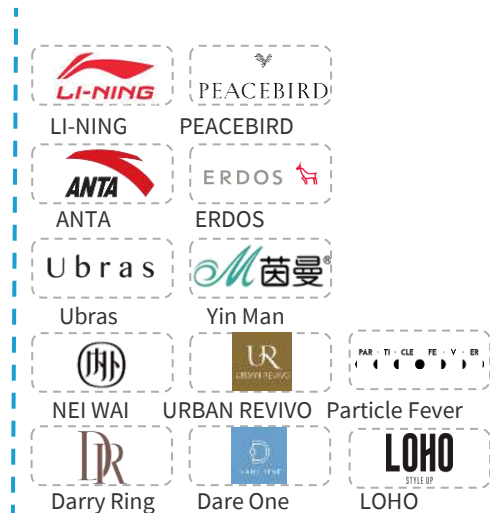 LI-NING PEACEBIRD
LI-NING PEACEBIRD
ANTA ERDOS
ANTA ERDOS
Ubras 茵曼®
Ubras Yin Man
内外 UR
URBAN REVIVO
PAR · TI · CLE FE · V · ER
NEI WAI URBAN REVIVO Particle Fever
DR LOHO
STYLE UP
Darry Ring Dare One LOHO